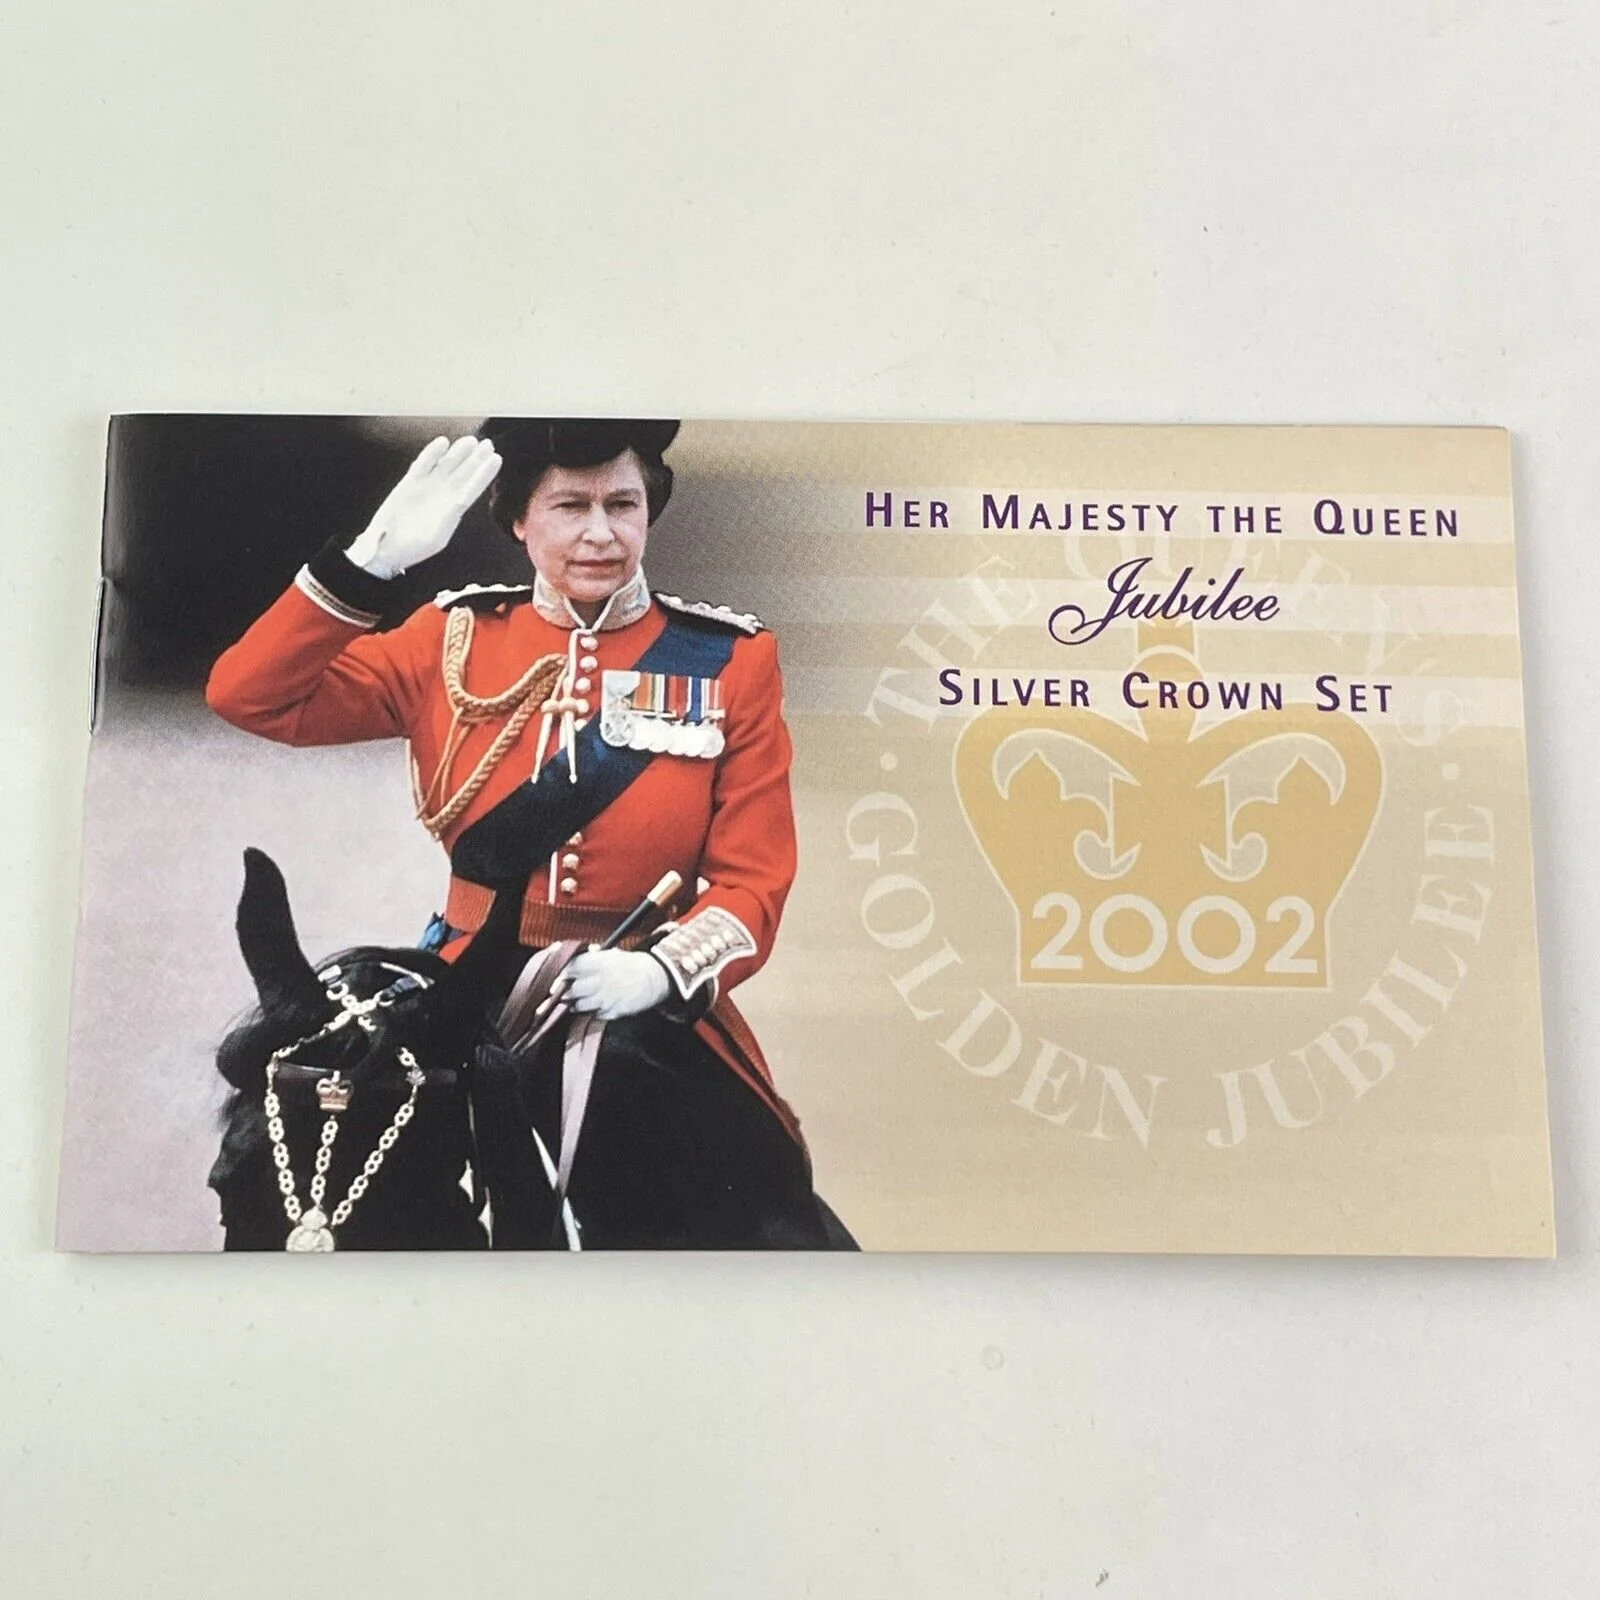 Her Majesty the Queen
Jubilee
Silver Crown Set
· THE QUEEN'S ·
GOLDEN JUBILEE
2002